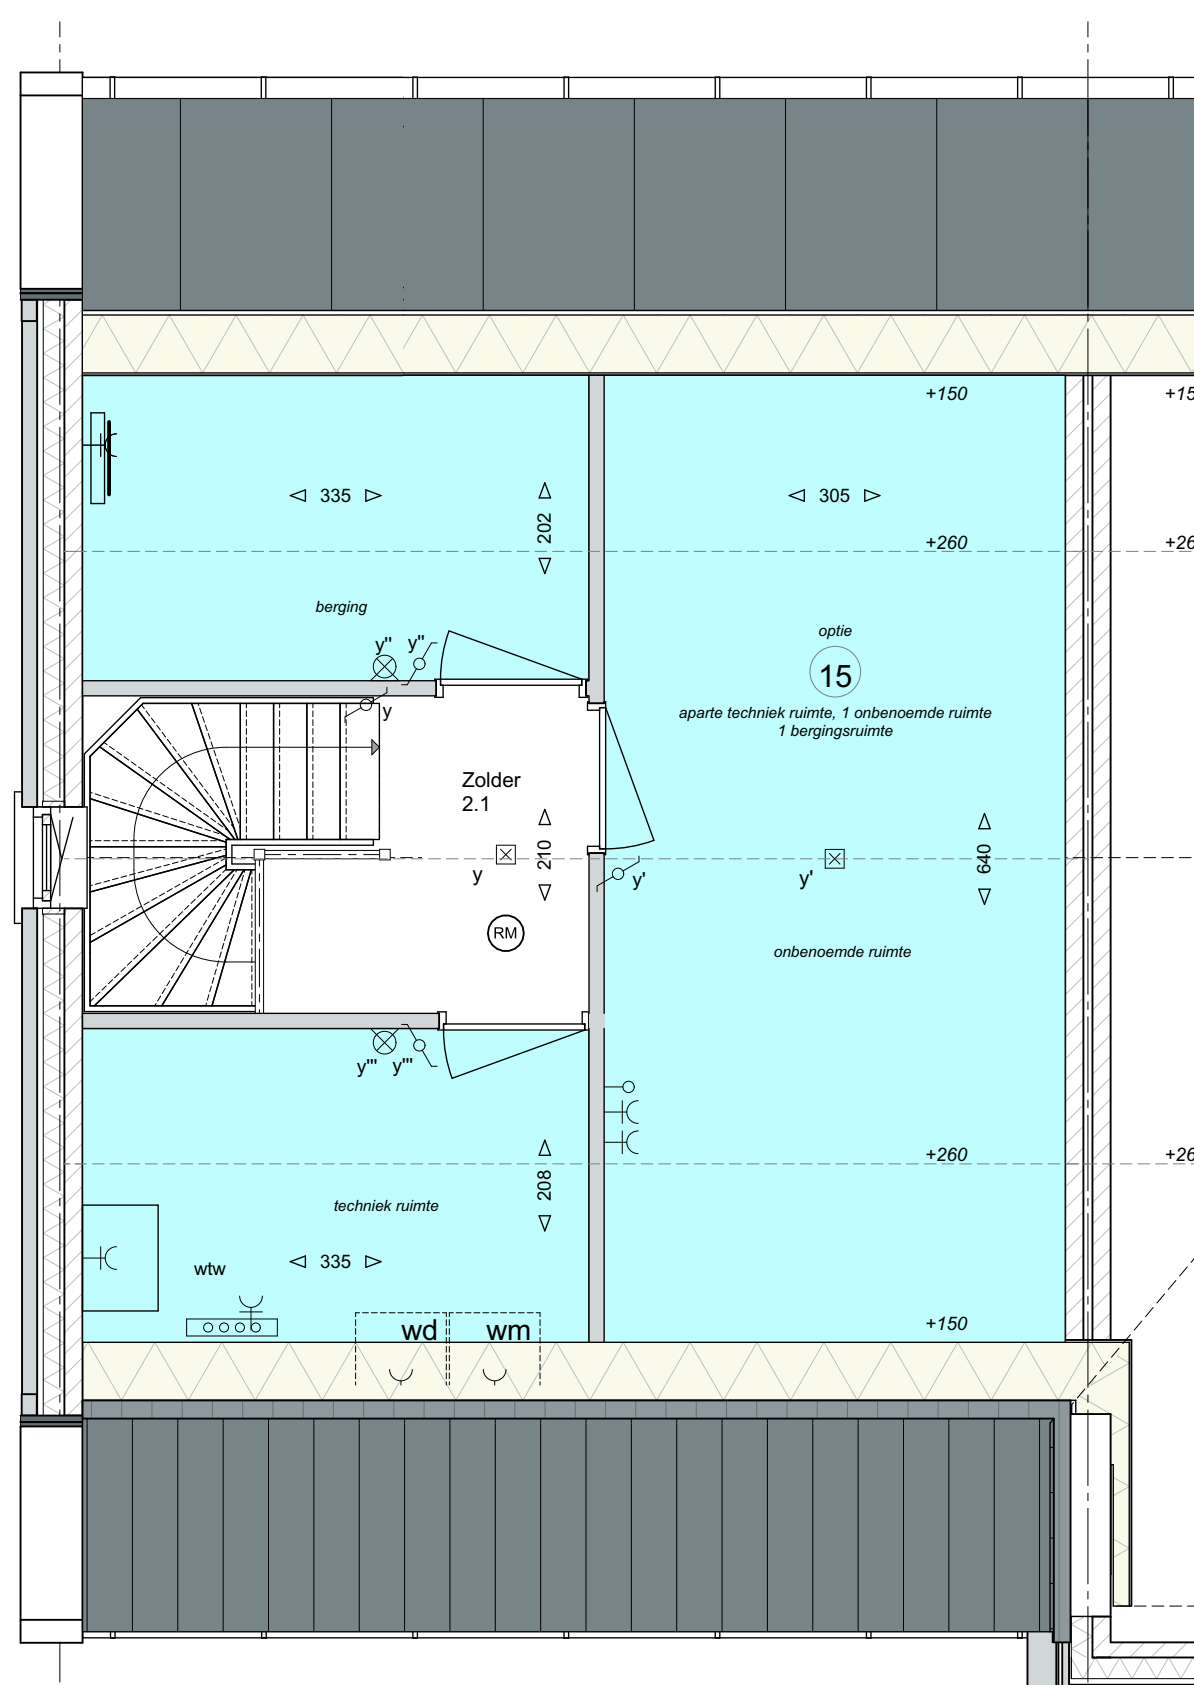 +150
+15
335
305
202
+260
+26
berging
optie
15
y" y"
aparte techniek ruimte, 1 onbenoemde ruimte
1 bergingsruimte
y
Zolder
2.1
210
640
y
y'
y'
RM
onbenoemde ruimte
y''' y'''
+260
+26
208
techniek ruimte
335
wtw
+150
wd
wm